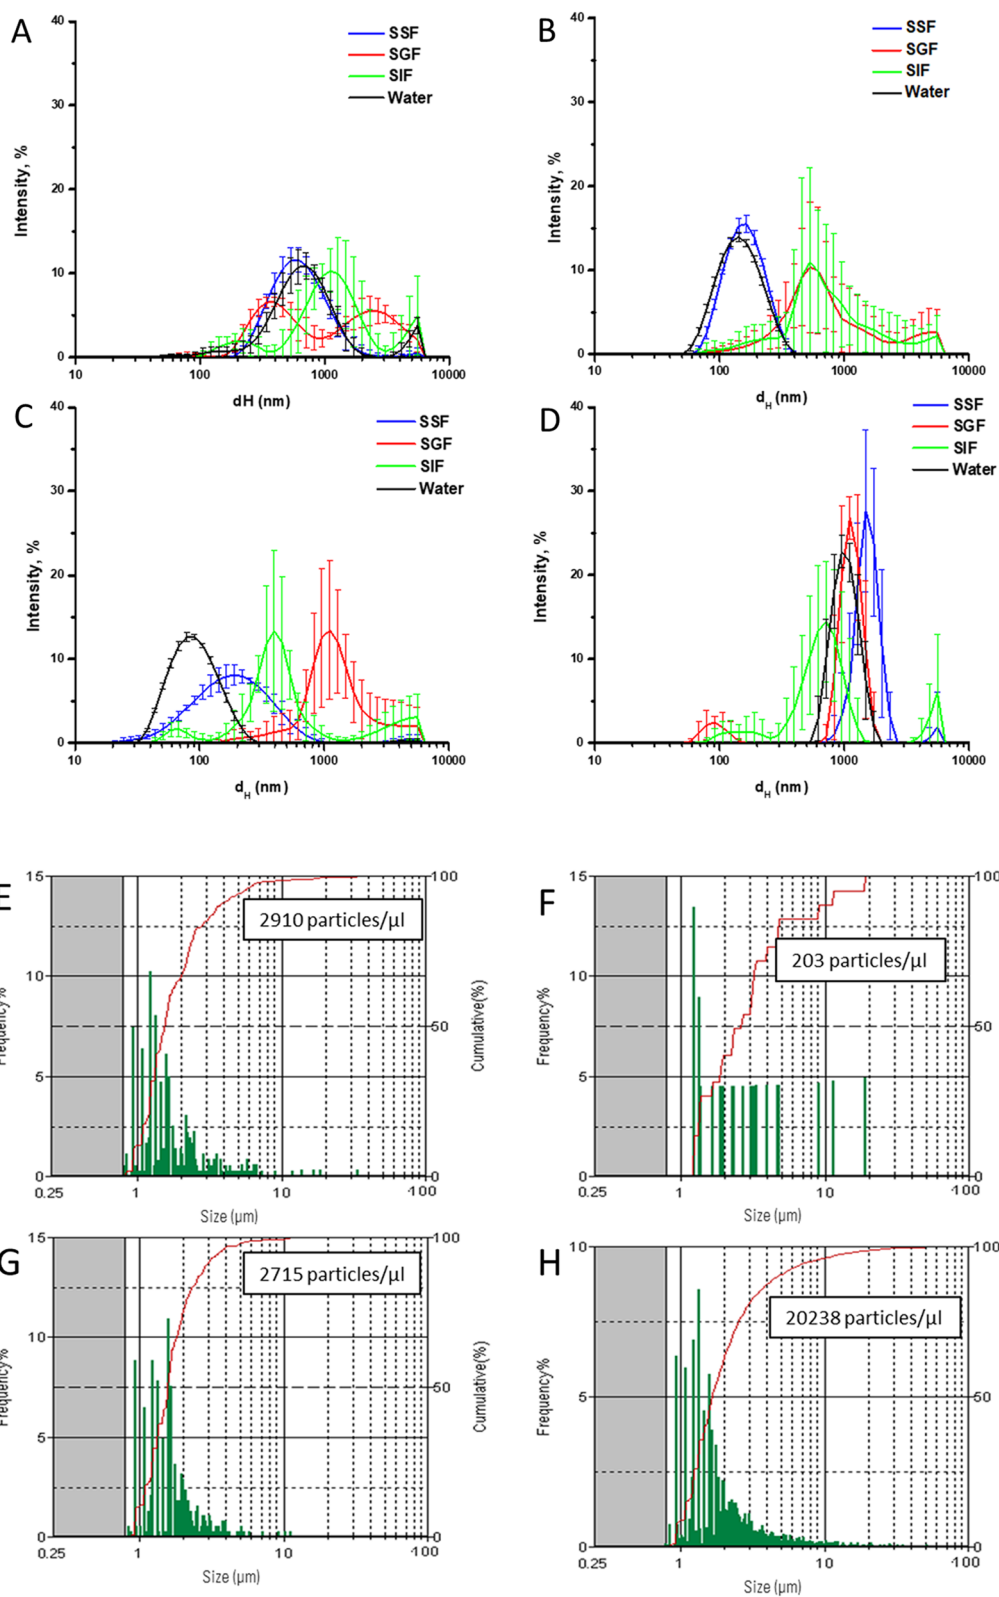 A
40
30
20
10
0
Intensity, %
SSF
SGF
SIF
Water
10
100
1000
10000
dH (nm)
B
40
30
20
10
0
Intensity, %
SSF
SGF
SIF
Water
10
100
1000
10000
dH (nm)
C
40
30
20
10
0
Intensity, %
SSF
SGF
SIF
Water
10
100
1000
10000
dH (nm)
D
40
30
20
10
0
Intensity, %
SSF
SGF
SIF
Water
10
100
1000
10000
dH (nm)
E
15
10
5
0
Frequency%
2910 particles/µl
100
50
0
Cumulative(%)
0.25
1
10
100
Size (µm)
F
15
10
5
0
Frequency%
203 particles/µl
100
50
0
0.25
1
10
100
Size (µm)
G
15
10
5
0
Frequency%
2715 particles/µl
100
50
0
Cumulative(%)
0.25
1
10
100
Size (µm)
H
10
5
0
Frequency%
20238 particles/µl
100
50
0
0.25
1
10
100
Size (µm)